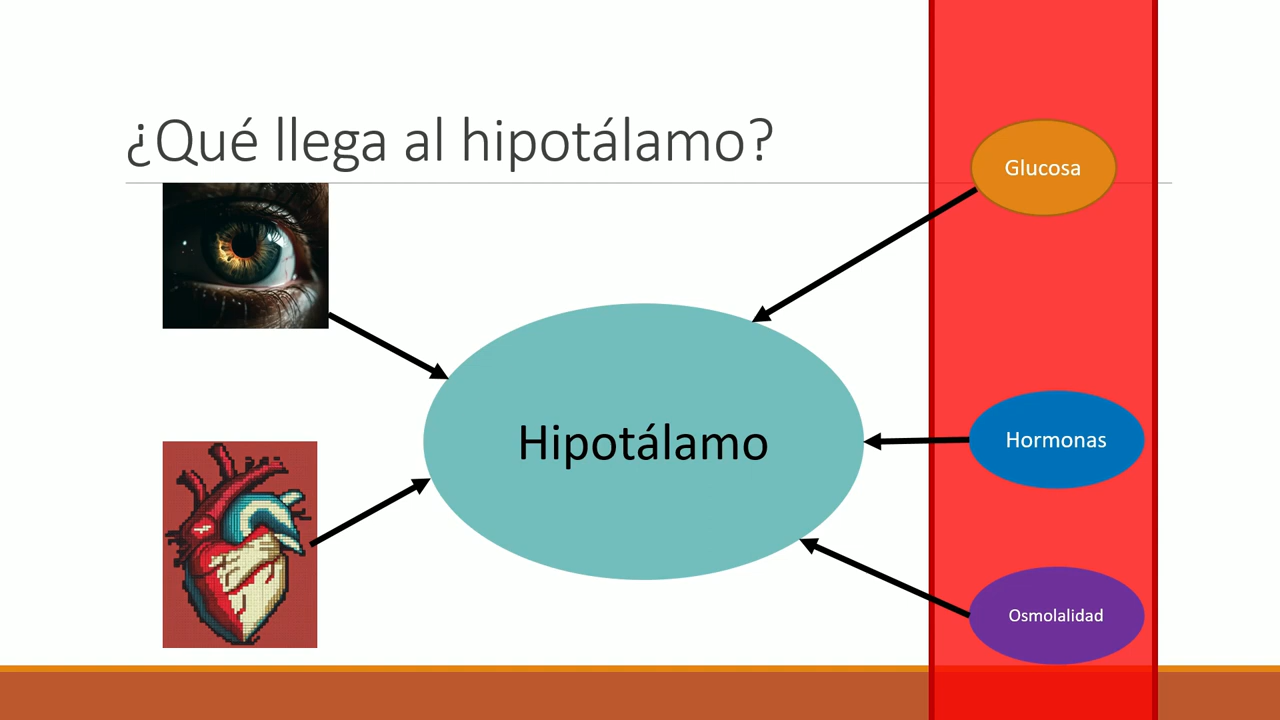 ¿Qué llega al hipotálamo?
Glucosa
Hipotálamo
Hormonas
Osmolalidad